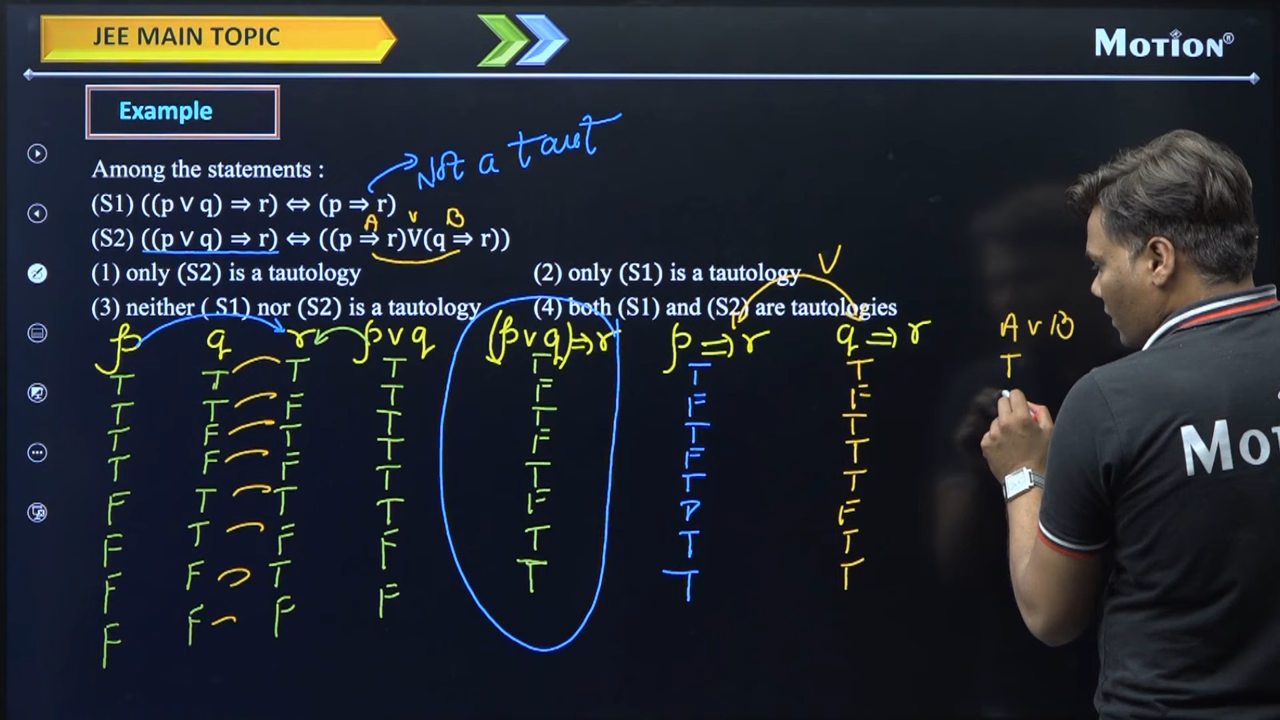 JEE MAIN TOPIC
MOTION®
Example
Not a taut
Among the statements :
(S1) ((p ∨ q) ⇒ r) ⇔ (p ⇒ r)
A v B
(S2) ((p ∨ q) ⇒ r) ⇔ ((p ⇒ r)V(q ⇒ r))
(1) only (S2) is a tautology (2) only (S1) is a tautology
V
(3) neither ( S1) nor (S2) is a tautology (4) both (S1) and (S2) are tautologies
p q r p∨q (p∨q)⇒r p⇒r q⇒r A∨B
T T T T T T T T
T T F T F F F
T F T T T T T
T F F T F F T
F T T T T T T
F T F T F F
F F T F T T T
F F F F T T T